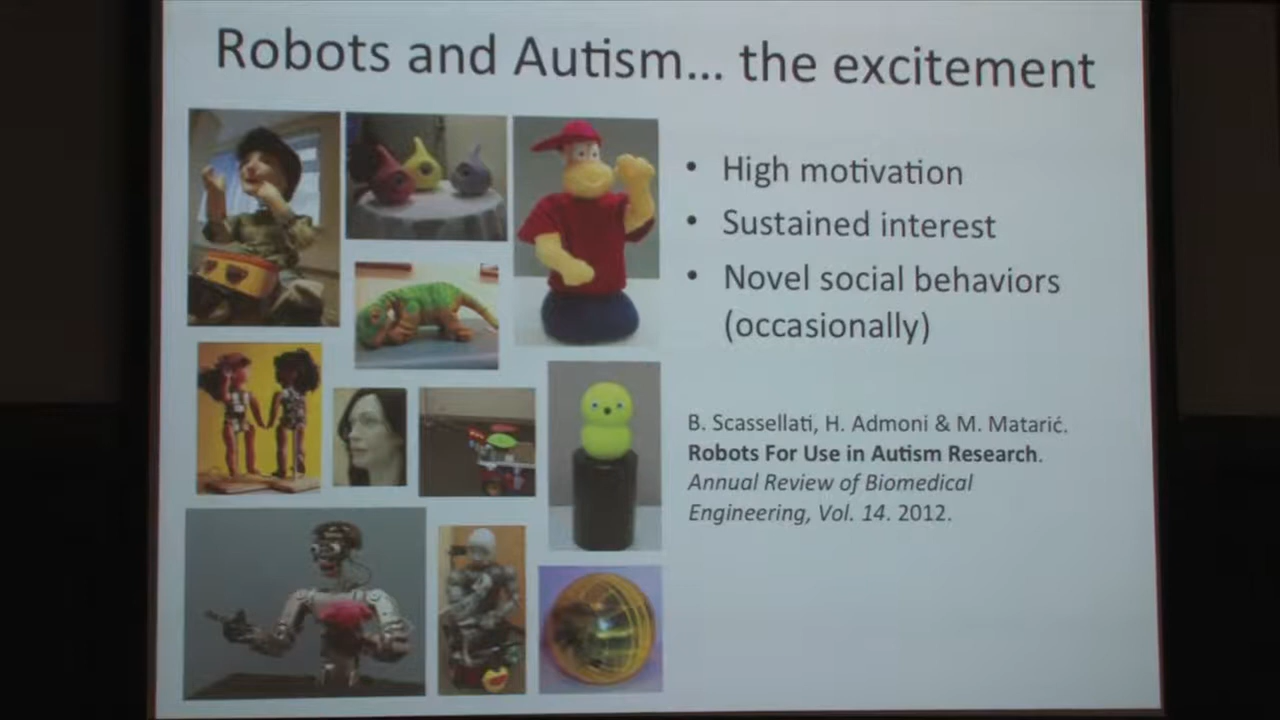 Robots and Autism... the excitement
• High motivation
• Sustained interest
• Novel social behaviors
(occasionally)
B. Scassellati, H. Admoni & M. Matarić.
Robots For Use in Autism Research.
Annual Review of Biomedical
Engineering, Vol. 14. 2012.